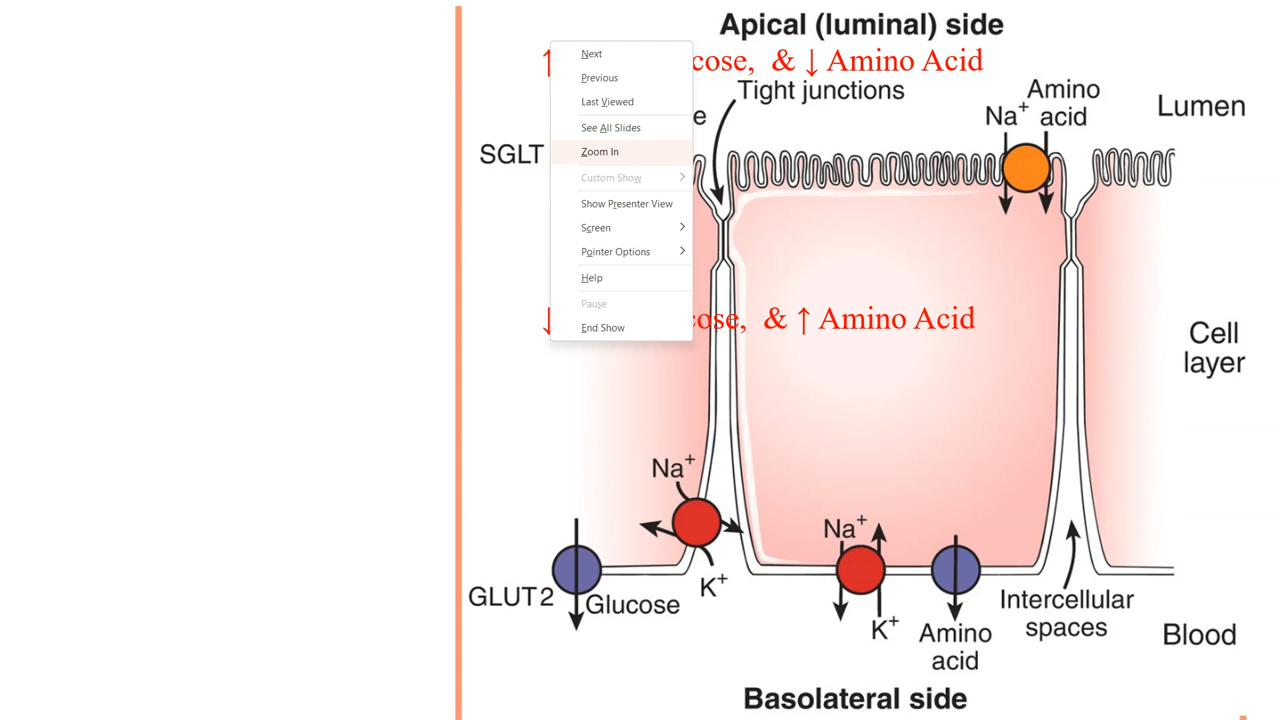 Apical (luminal) side
↑ cose, & ↓ Amino Acid
Tight junctions
Amino
Na⁺ acid
Lumen
e
SGLT
Next
Previous
Last Viewed
See All Slides
Zoom In
Custom Show
Show Presenter View
Screen
Pointer Options
Help
Pause
End Show
↓ cose, & ↑ Amino Acid
Cell
layer
Na⁺
K⁺
GLUT2
Glucose
Na⁺
K⁺
Amino
acid
Intercellular
spaces
Blood
Basolateral side